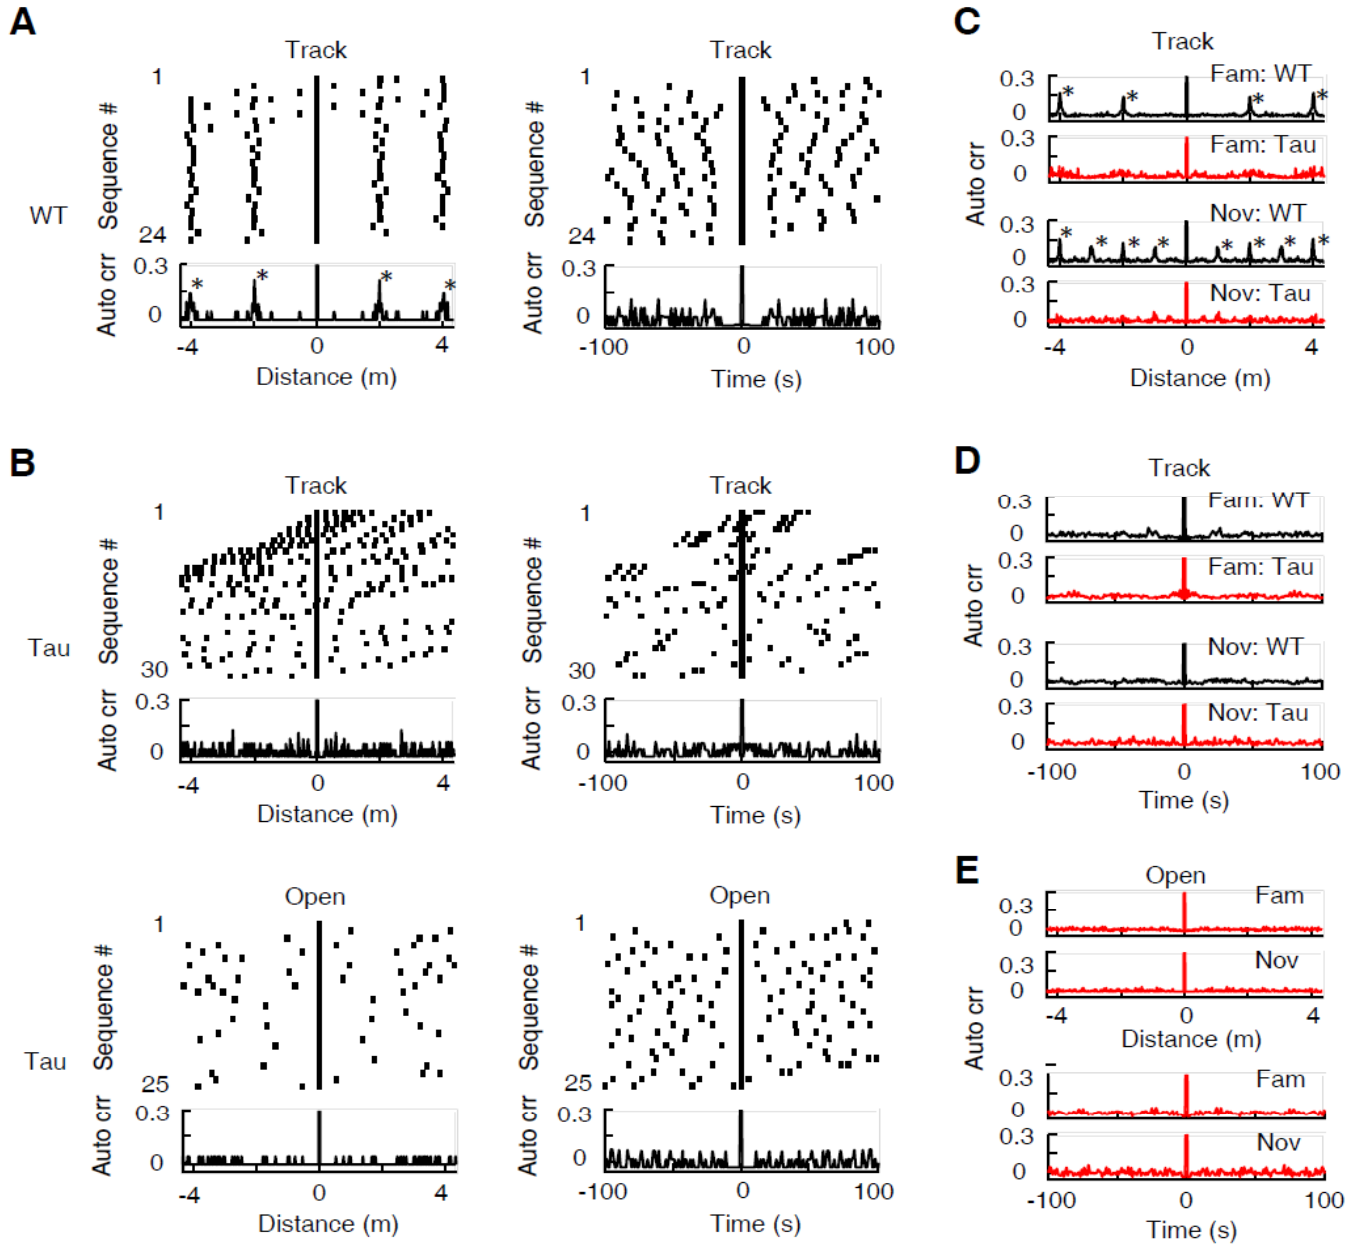 A
Track
Track
1
1
WT
Sequence #
Sequence #
24
24
0.3
0.3
Auto crr
Auto crr
* * * *
0
0
-4 0 4
-100 0 100
Distance (m)
Time (s)
B
Track
Track
1
1
Tau
Sequence #
Sequence #
30
30
0.3
0.3
Auto crr
Auto crr
0
0
-4 0 4
-100 0 100
Distance (m)
Time (s)
Open
Open
1
1
Tau
Sequence #
Sequence #
25
25
0.3
0.3
Auto crr
Auto crr
0
0
-4 0 4
-100 0 100
Distance (m)
Time (s)
C
Track
0.3
Fam: WT
* * * *
0
0.3
Fam: Tau
0
Auto crr
0.3
Nov: WT
* * * * * * * *
0
0.3
Nov: Tau
0
-4 0 4
Distance (m)
D
Track
0.3
Fam: WT
0
0.3
Fam: Tau
0
Auto crr
0.3
Nov: WT
0
0.3
Nov: Tau
0
-100 0 100
Time (s)
E
Open
0.3
Fam
0
0.3
Nov
0
-4 0 4
Distance (m)
Auto crr
0.3
Fam
0
0.3
Nov
0
-100 0 100
Time (s)